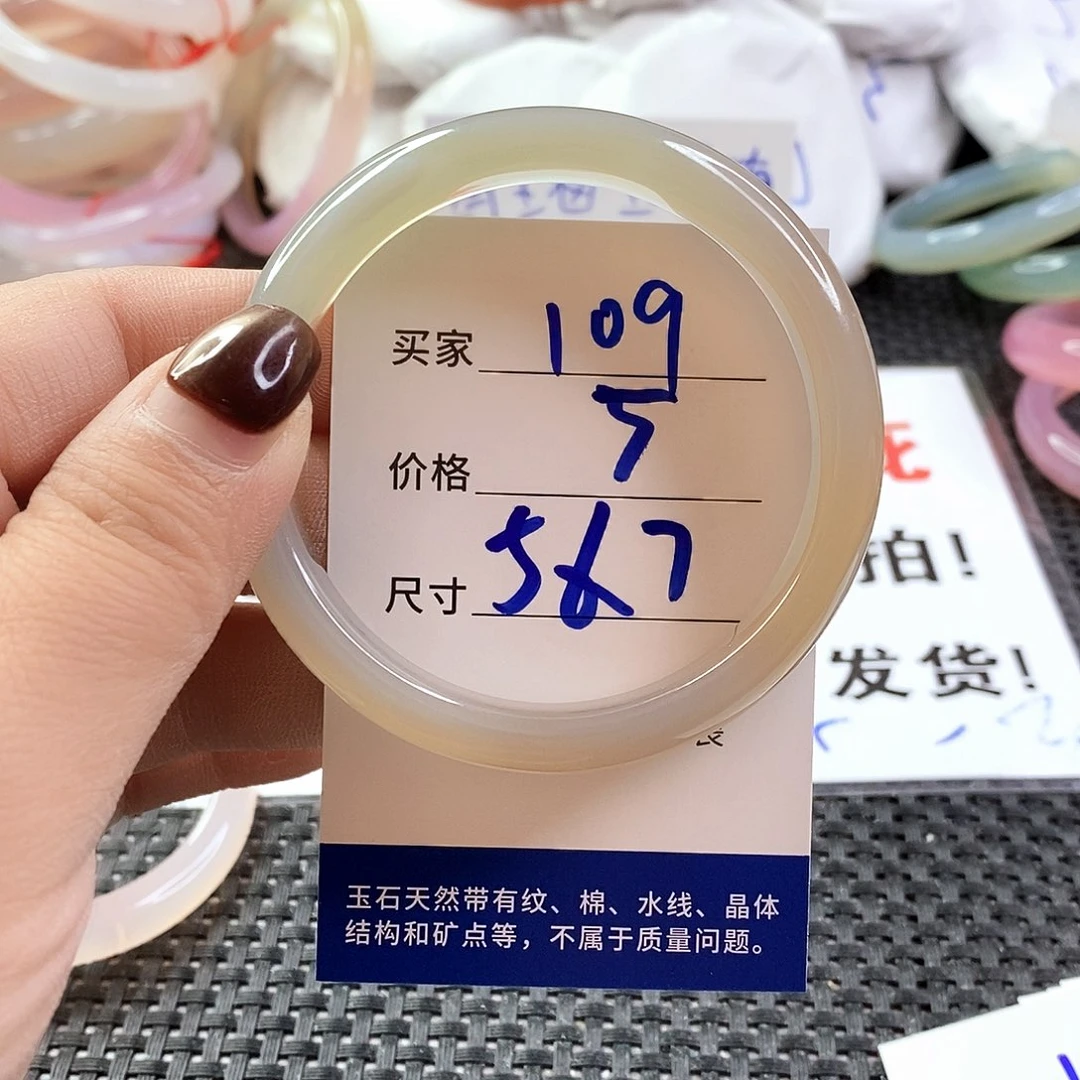 买家 109
价格 5
尺寸 567
玉石天然带有纹、棉、水线、晶体
结构和矿点等，不属于质量问题。
拍！
发货！